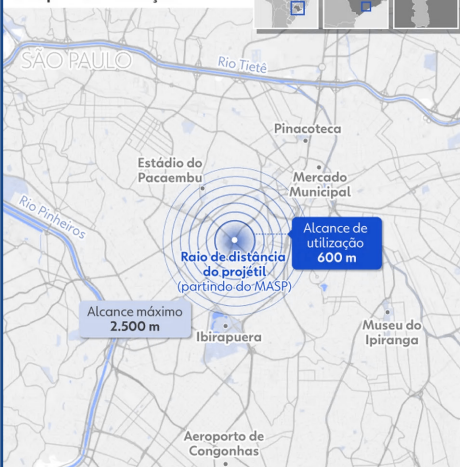 SÃO PAULO
Rio Tietê
Pinacoteca
Estádio do
Pacaembu
Mercado
Municipal
Rio Pinheiros
Alcance de
utilização
600 m
Raio de distância
do projétil
(partindo do MASP)
Alcance máximo
2.500 m
Ibirapuera
Museu do
Ipiranga
Aeroporto de
Congonhas